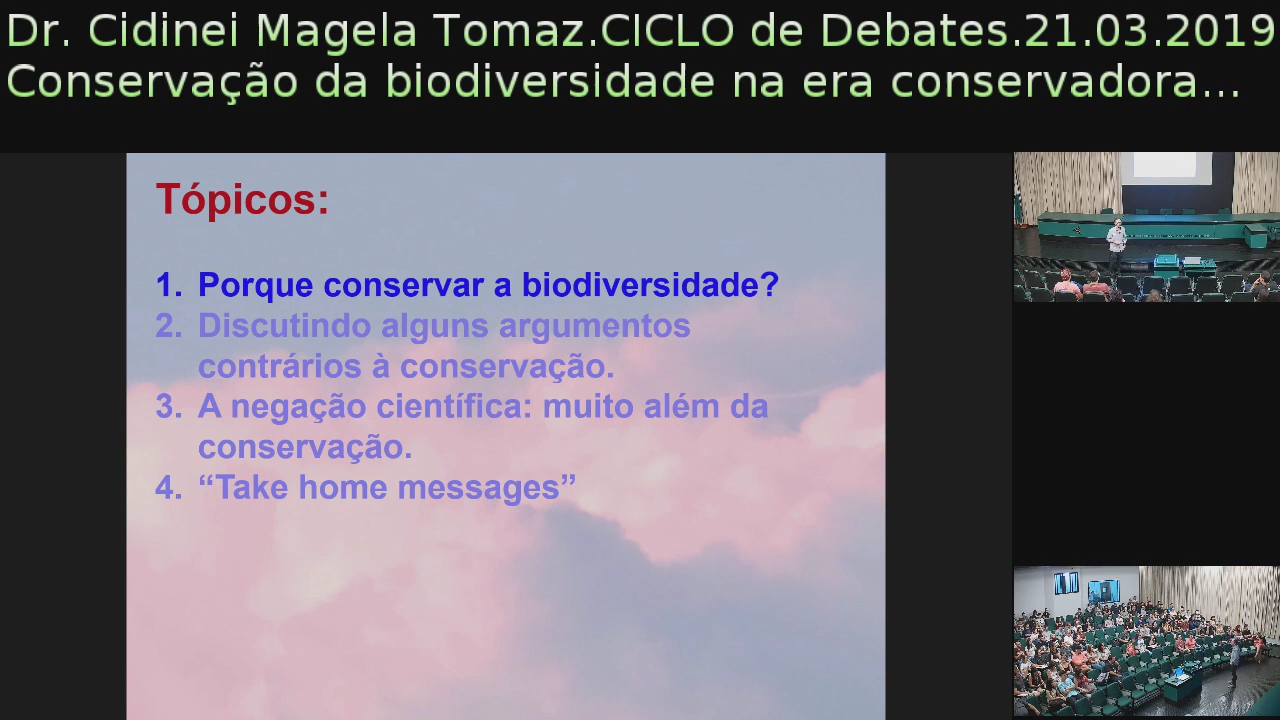 Dr. Cidinei Magela Tomaz.CICLO de Debates.21.03.2019
Conservação da biodiversidade na era conservadora...
Tópicos:
1. Porque conservar a biodiversidade?
2. Discutindo alguns argumentos
contrários à conservação.
3. A negação científica: muito além da
conservação.
4. “Take home messages”